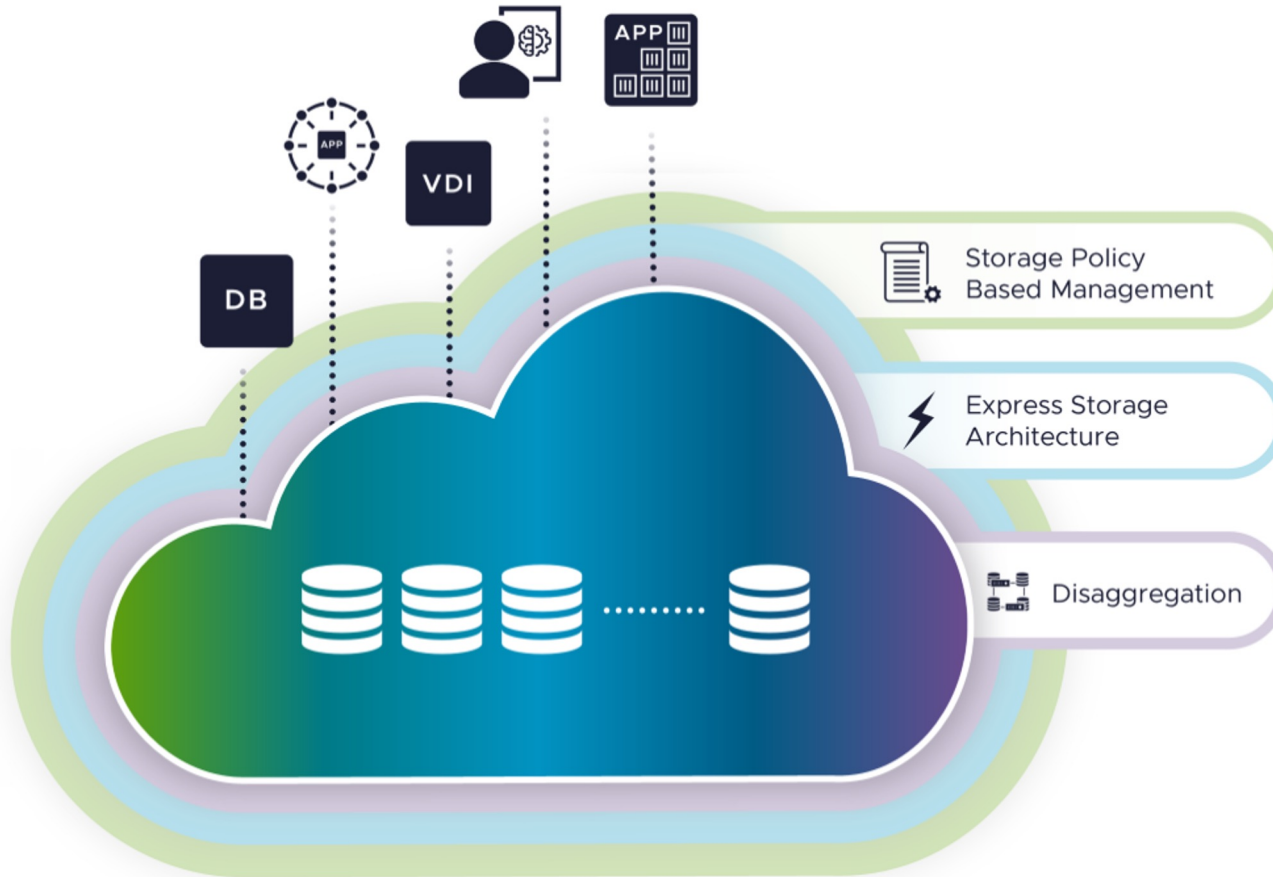 APP
APP
VDI
DB
Storage Policy
Based Management
Express Storage
Architecture
Disaggregation